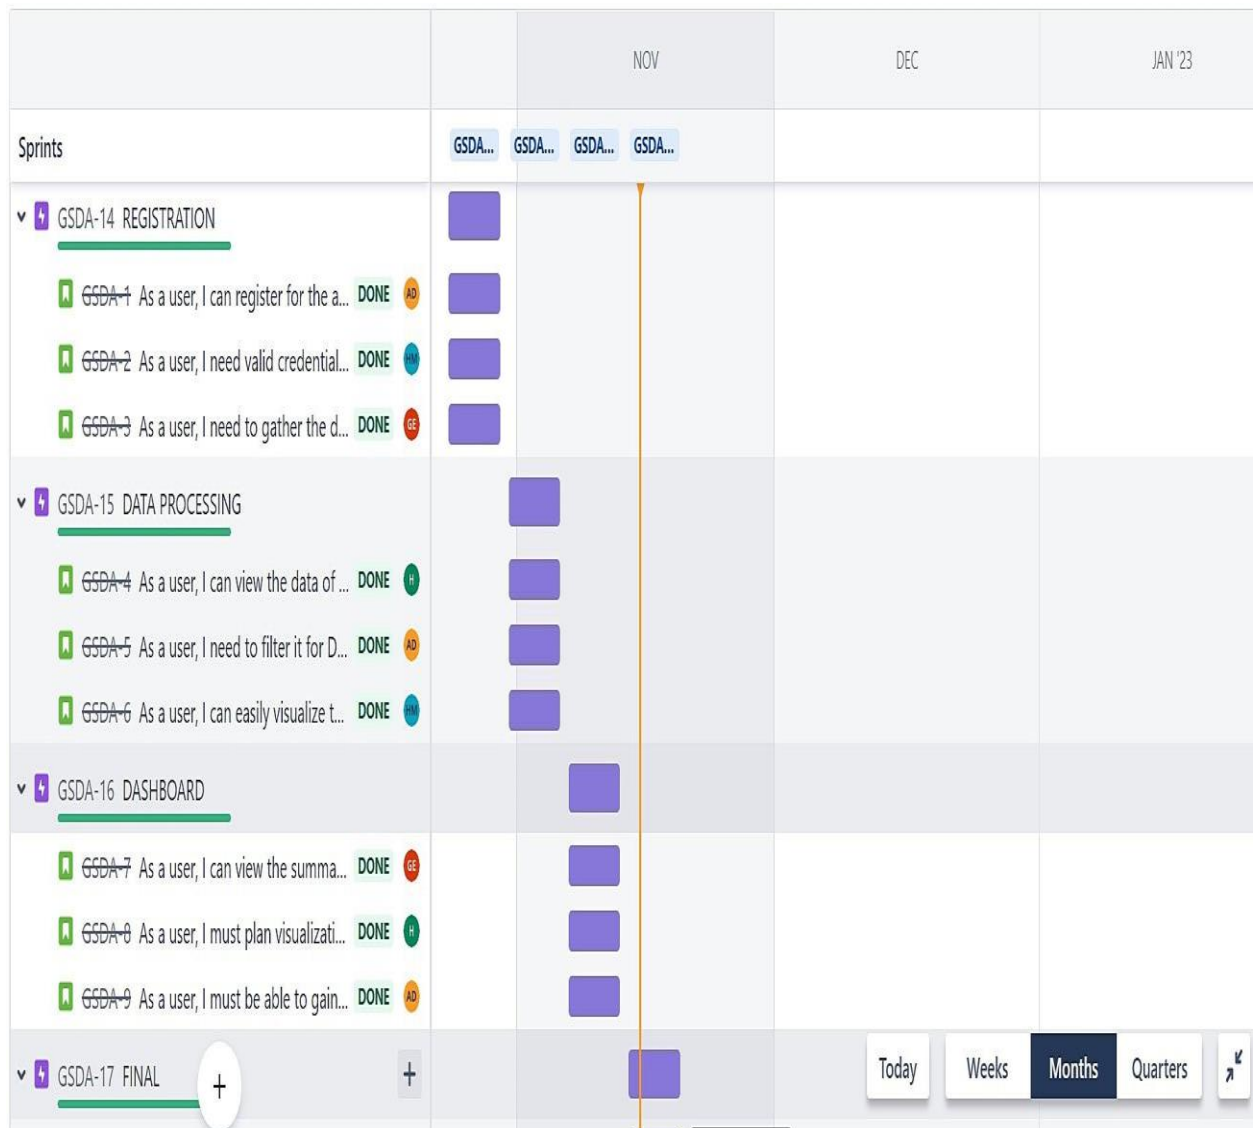 NOV DEC JAN '23
Sprints GSDA... GSDA... GSDA... GSDA...
GSDA-14 REGISTRATION
GSDA-1 As a user, I can register for the a... DONE AD
GSDA-2 As a user, I need valid credential... DONE HM
GSDA-3 As a user, I need to gather the d... DONE GE
GSDA-15 DATA PROCESSING
GSDA-4 As a user, I can view the data of ... DONE H
GSDA-5 As a user, I need to filter it for D... DONE AD
GSDA-6 As a user, I can easily visualize t... DONE HM
GSDA-16 DASHBOARD
GSDA-7 As a user, I can view the summa... DONE GE
GSDA-8 As a user, I must plan visualizati... DONE H
GSDA-9 As a user, I must be able to gain... DONE AD
GSDA-17 FINAL + + Today Weeks Months Quarters